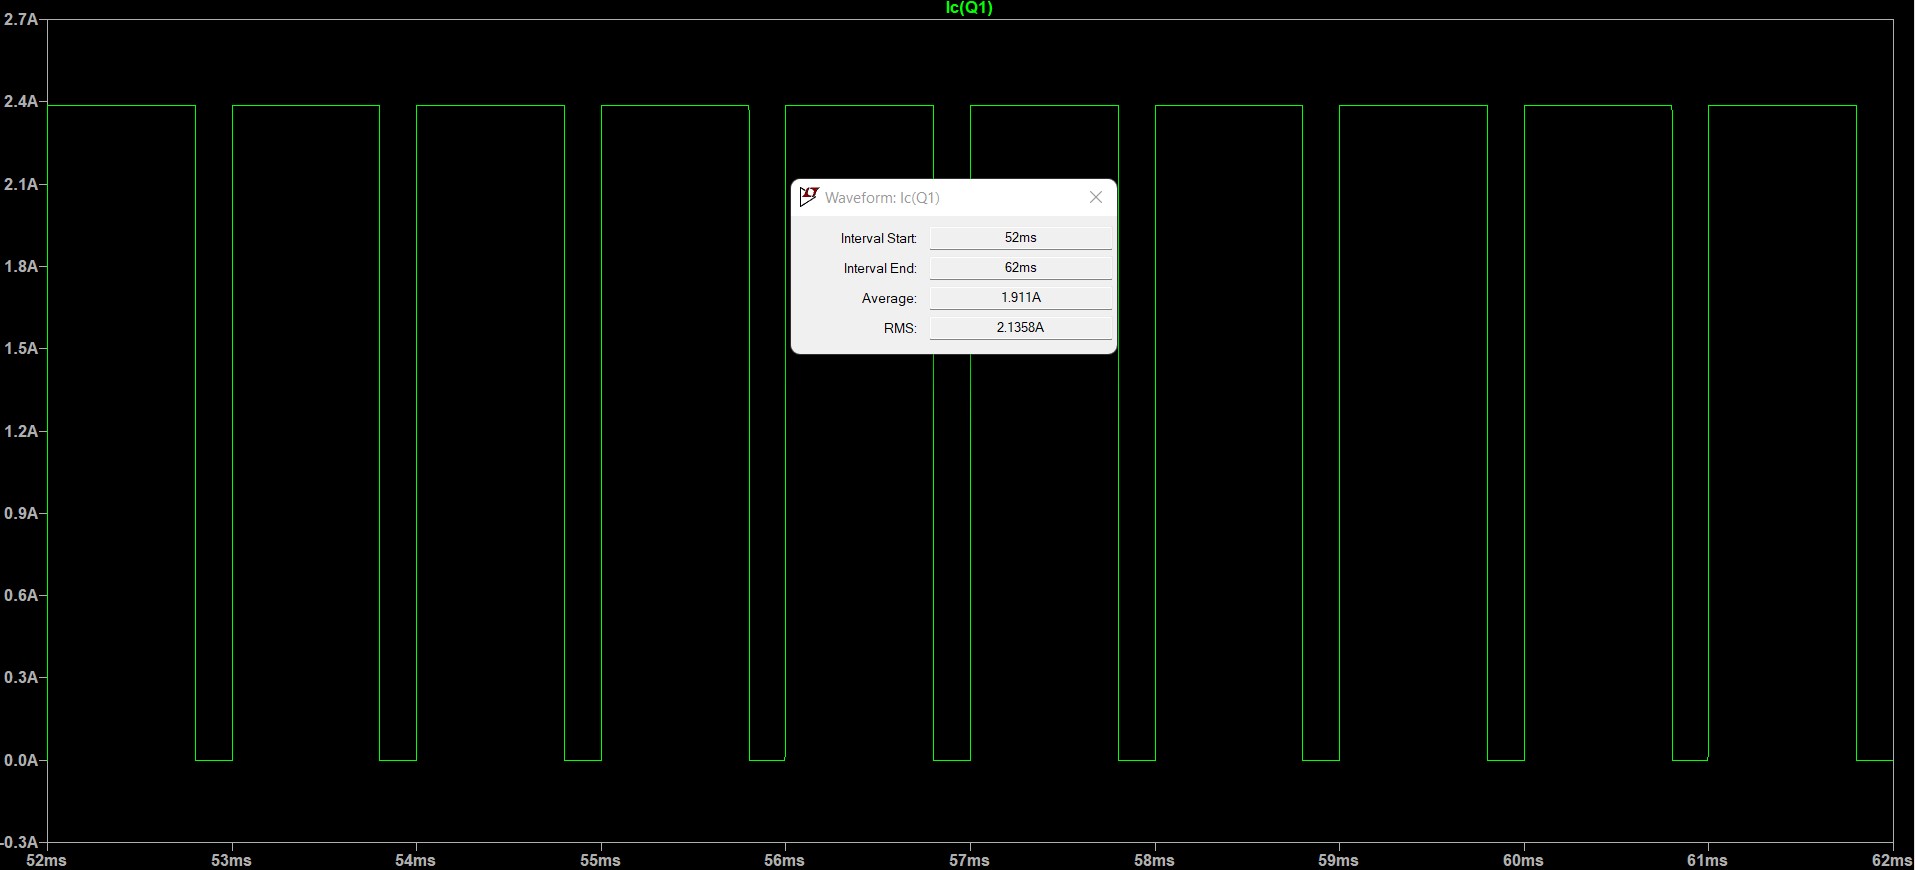 Ic(Q1)
2.7A
2.4A
2.1A
1.8A
1.5A
1.2A
0.9A
0.6A
0.3A
0.0A
-0.3A
Waveform: Ic(Q1)
Interval Start: 52ms
Interval End: 62ms
Average: 1.911A
RMS: 2.1358A
52ms 53ms 54ms 55ms 56ms 57ms 58ms 59ms 60ms 61ms 62ms